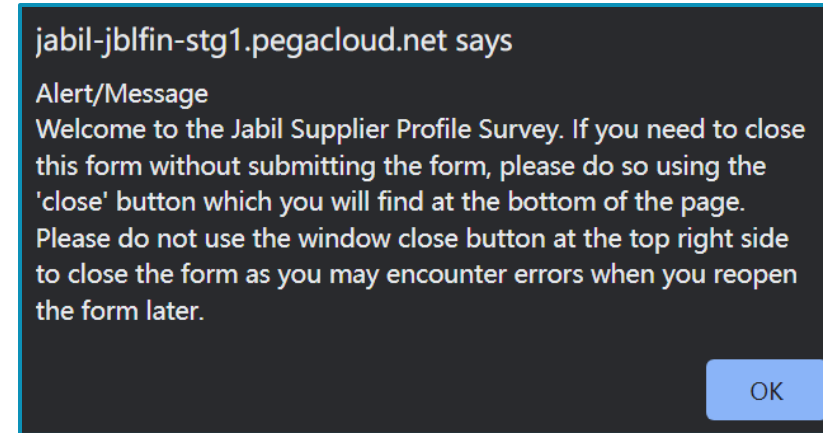 jabil-jblfin-stg1.pegacloud.net says
Alert/Message
Welcome to the Jabil Supplier Profile Survey. If you need to close
this form without submitting the form, please do so using the
'close' button which you will find at the bottom of the page.
Please do not use the window close button at the top right side
to close the form as you may encounter errors when you reopen
the form later.
OK